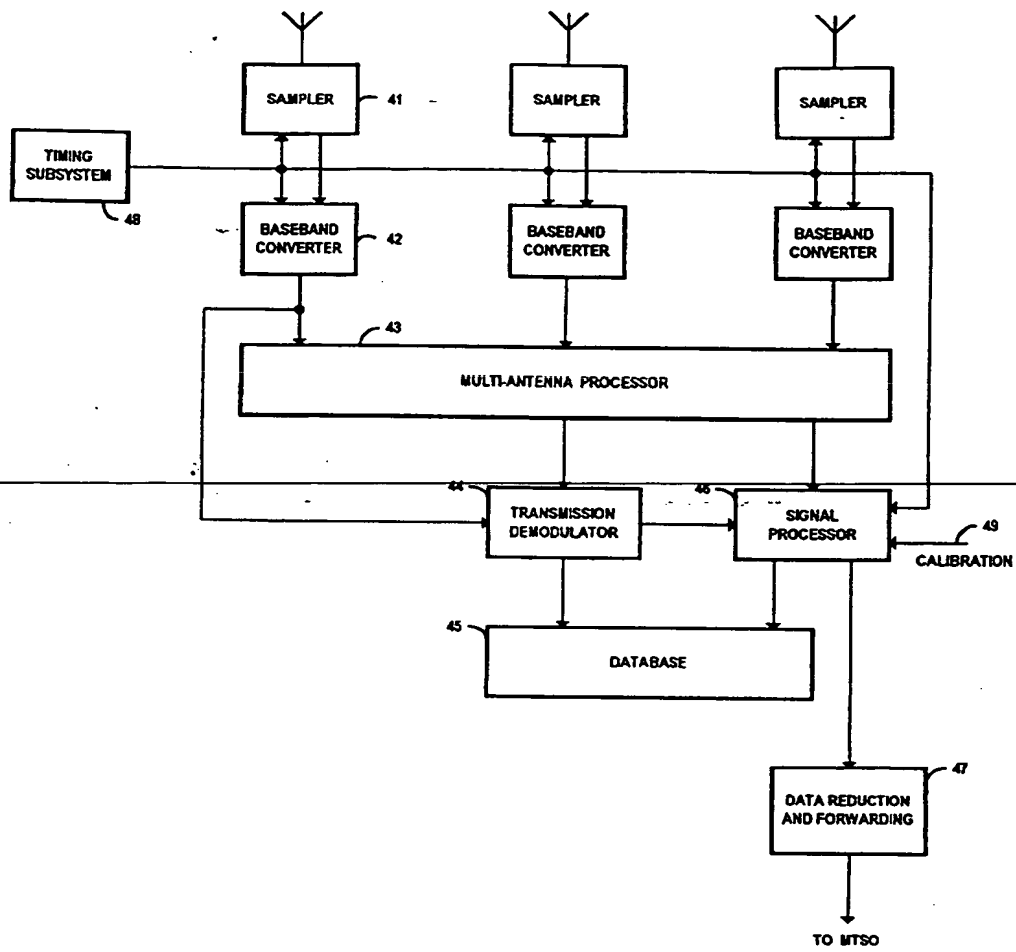 SAMPLER
41
SAMPLER
SAMPLER
TIMING
SUBSYSTEM
48
BASEBAND
CONVERTER
42
BASEBAND
CONVERTER
BASEBAND
CONVERTER
43
MULTI-ANTENNA PROCESSOR
44
TRANSMISSION
DEMODULATOR
46
SIGNAL
PROCESSOR
49
CALIBRATION
45
DATABASE
47
DATA REDUCTION
AND FORWARDING
TO MTSO